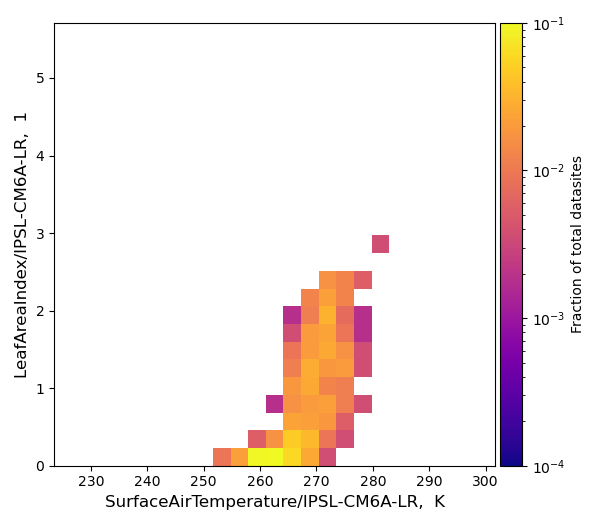 5
4
3
2
1
0
LeafAreaIndex/IPSL-CM6A-LR,  1
230 240 250 260 270 280 290 300
SurfaceAirTemperature/IPSL-CM6A-LR,  K
10⁻¹
10⁻²
10⁻³
10⁻⁴
Fraction of total datasites